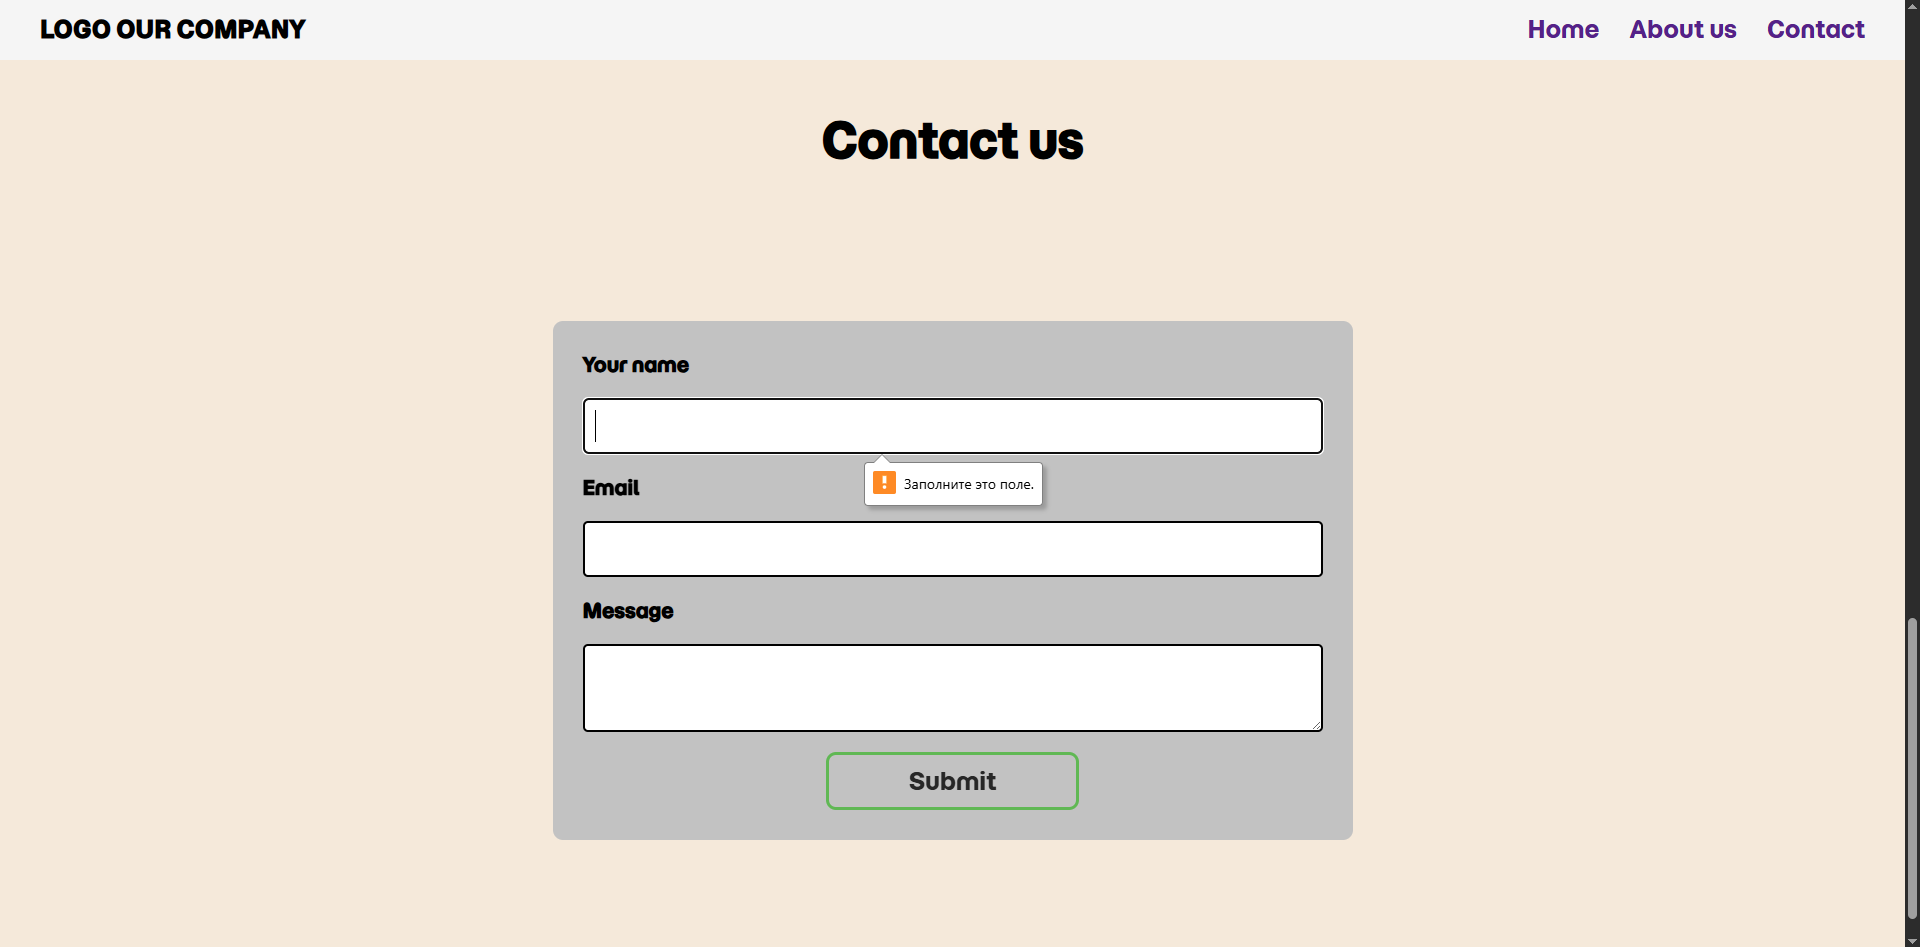 LOGO OUR COMPANY
Home About us Contact
Contact us
Your name
Заполните это поле.
Email
Message
Submit